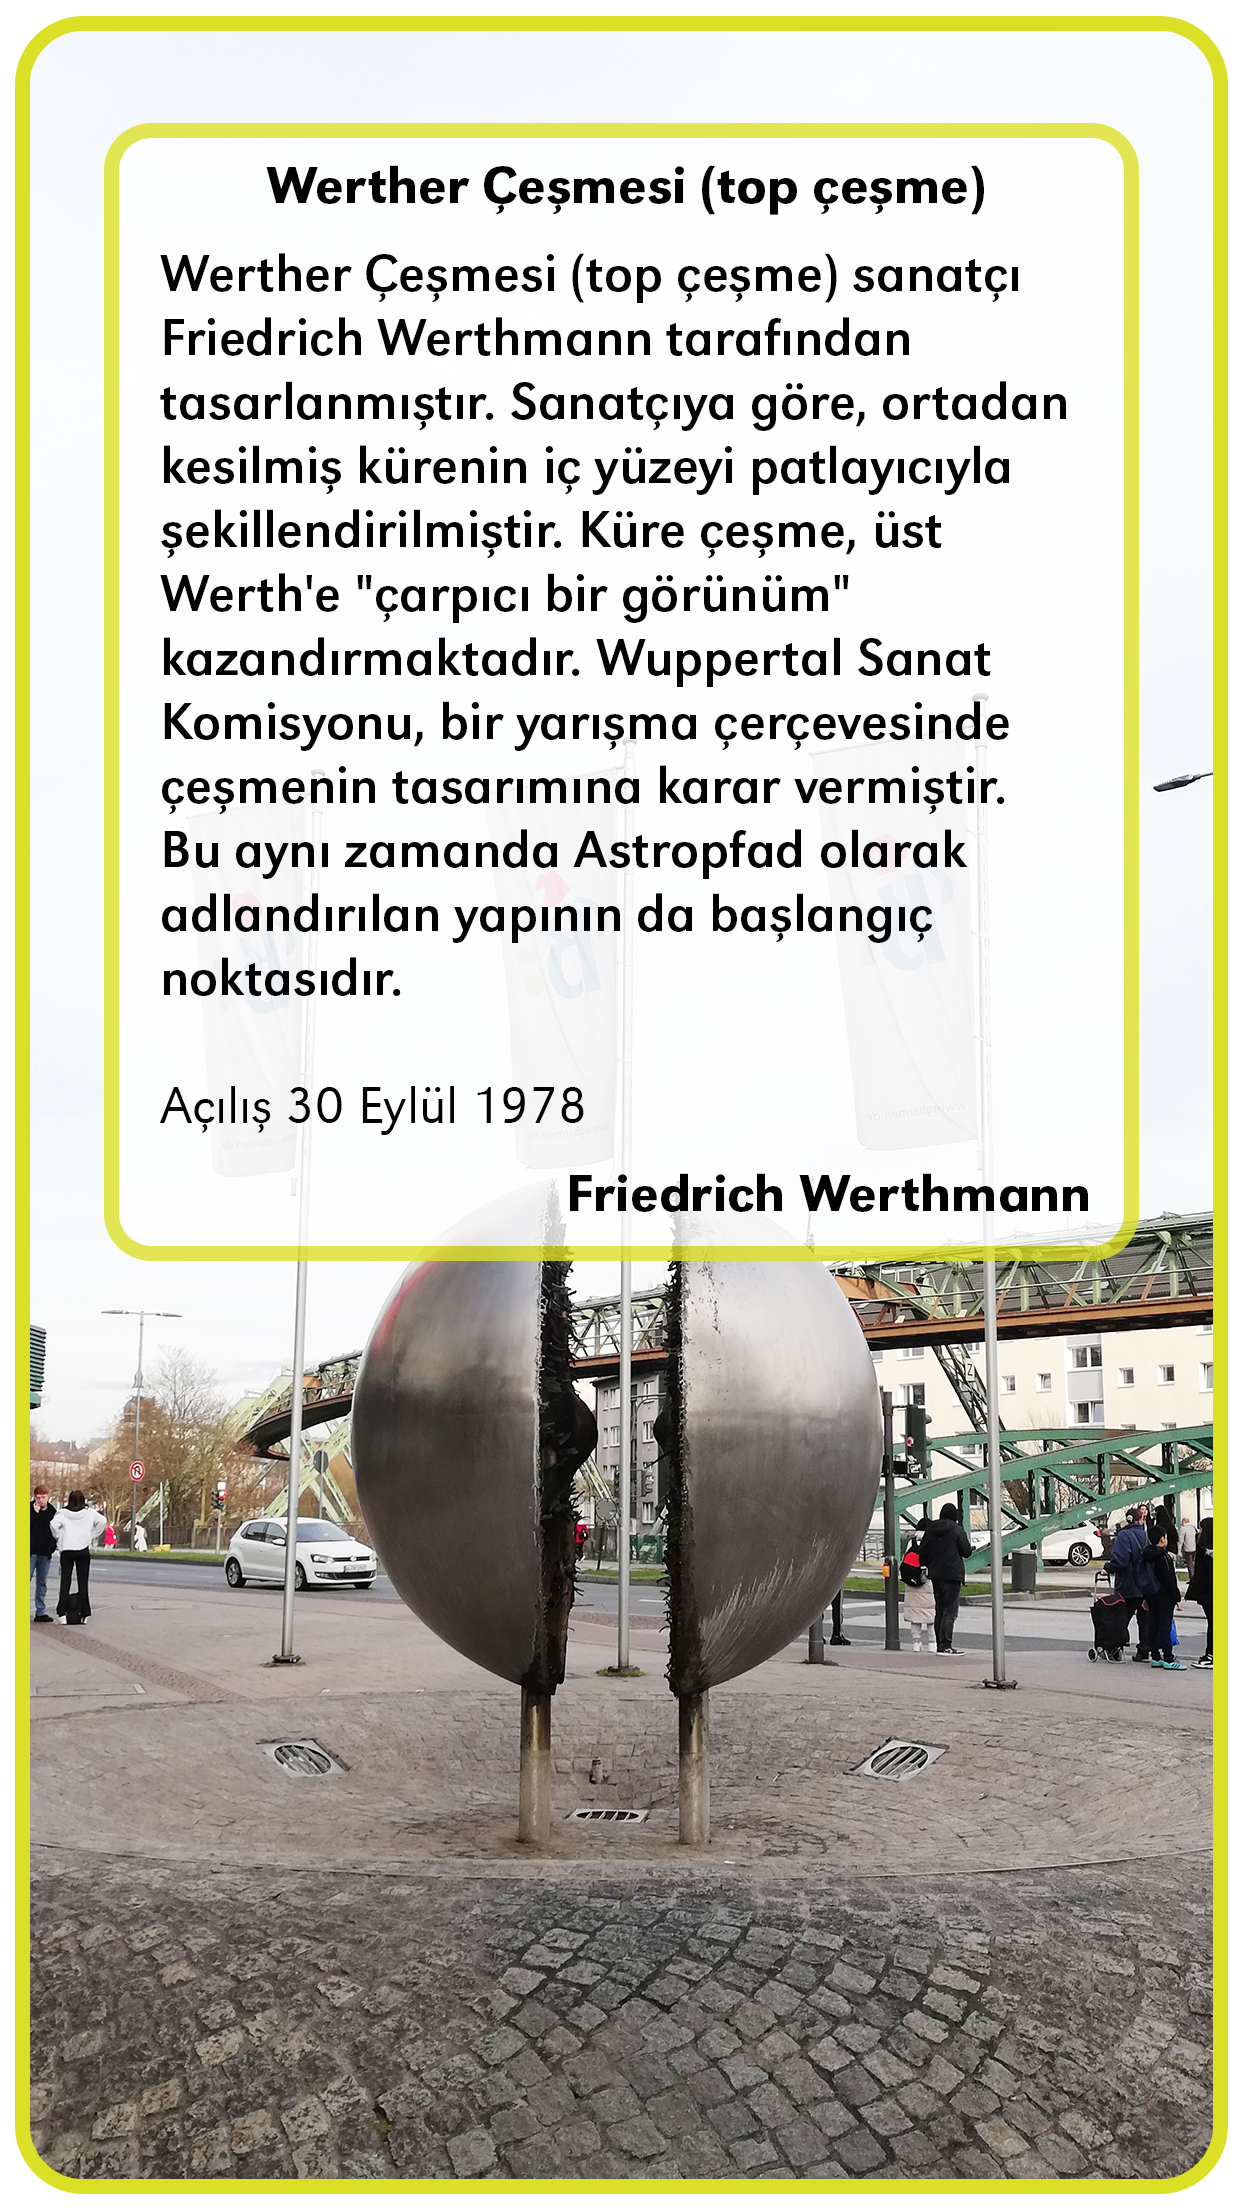 Werther Çeşmesi (top çeşme)
Werther Çeşmesi (top çeşme) sanatçı
Friedrich Werthmann tarafından
tasarlanmıştır. Sanatçıya göre, ortadan
kesilmiş kürenin iç yüzeyi patlayıcıyla
şekillendirilmiştir. Küre çeşme, üst
Werth'e "çarpıcı bir görünüm"
kazandırmaktadır. Wuppertal Sanat
Komisyonu, bir yarışma çerçevesinde
çeşmenin tasarımına karar vermiştir.
Bu aynı zamanda Astropfad olarak
adlandırılan yapının da başlangıç
noktasıdır.
Açılış 30 Eylül 1978
Friedrich Werthmann